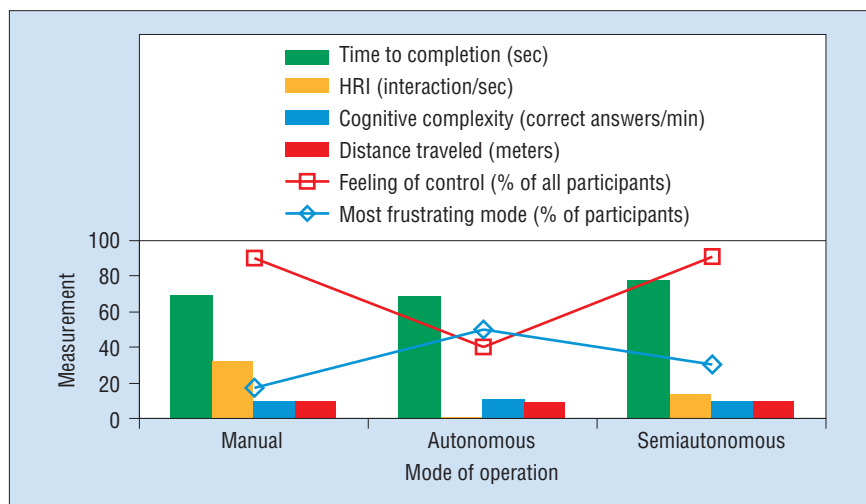 Time to completion (sec)
HRI (interaction/sec)
Cognitive complexity (correct answers/min)
Distance traveled (meters)
Feeling of control (% of all participants)
Most frustrating mode (% of participants)
100
80
60
40
20
0
Measurement
Manual
Autonomous
Semiautonomous
Mode of operation